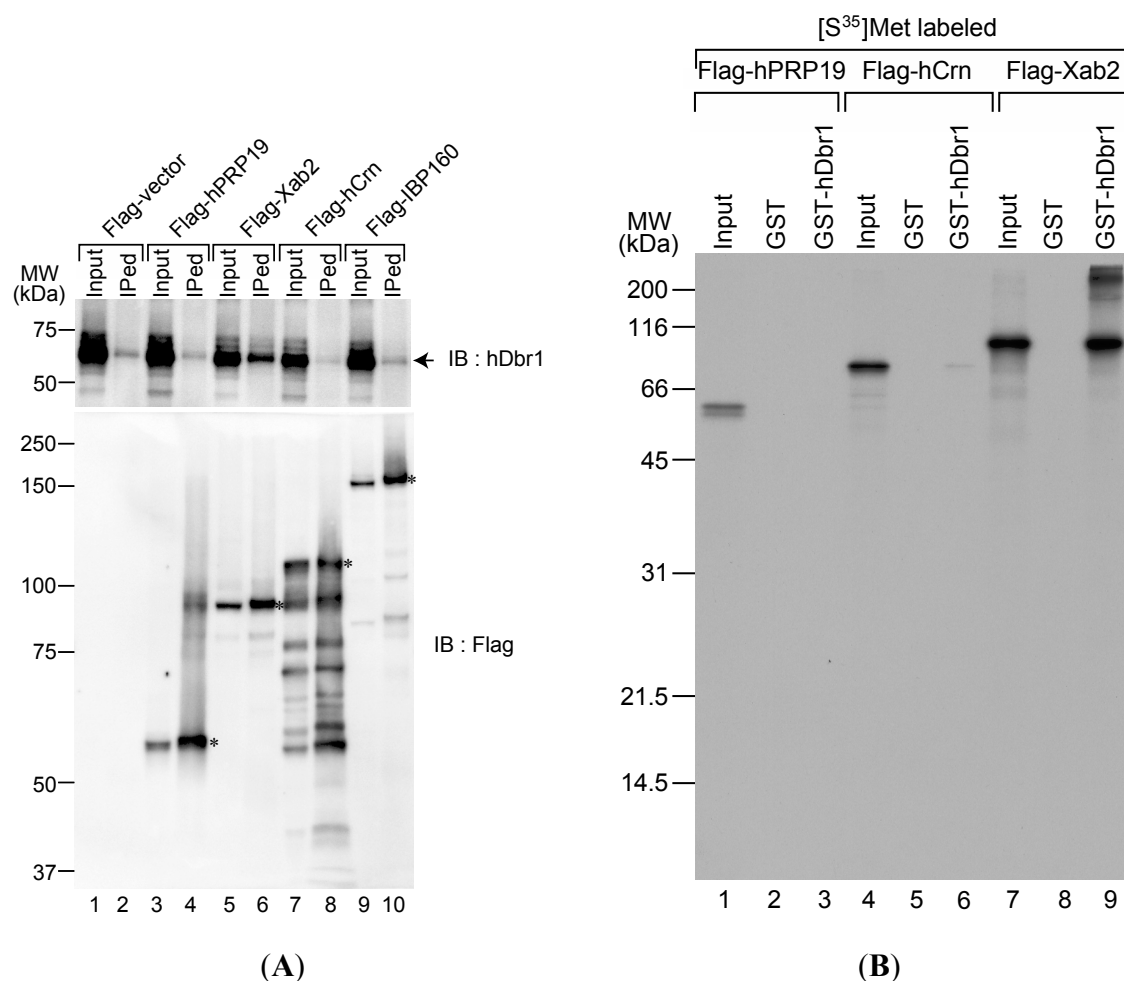 Flag-vector
Flag-hPRP19
Flag-Xab2
Flag-hCrn
Flag-IBP160
Input IPed Input IPed Input IPed Input IPed Input IPed
MW
(kDa)
75
50
IB : hDbr1
250
150
*
100
*
*
75
IB : Flag
*
50
37
1 2 3 4 5 6 7 8 9 10
(A)
[S³⁵]Met labeled
Flag-hPRP19 Flag-hCrn Flag-Xab2
Input GST GST-hDbr1 Input GST GST-hDbr1 Input GST GST-hDbr1
MW
(kDa)
200
116
66
45
31
21.5
14.5
1 2 3 4 5 6 7 8 9
(B)